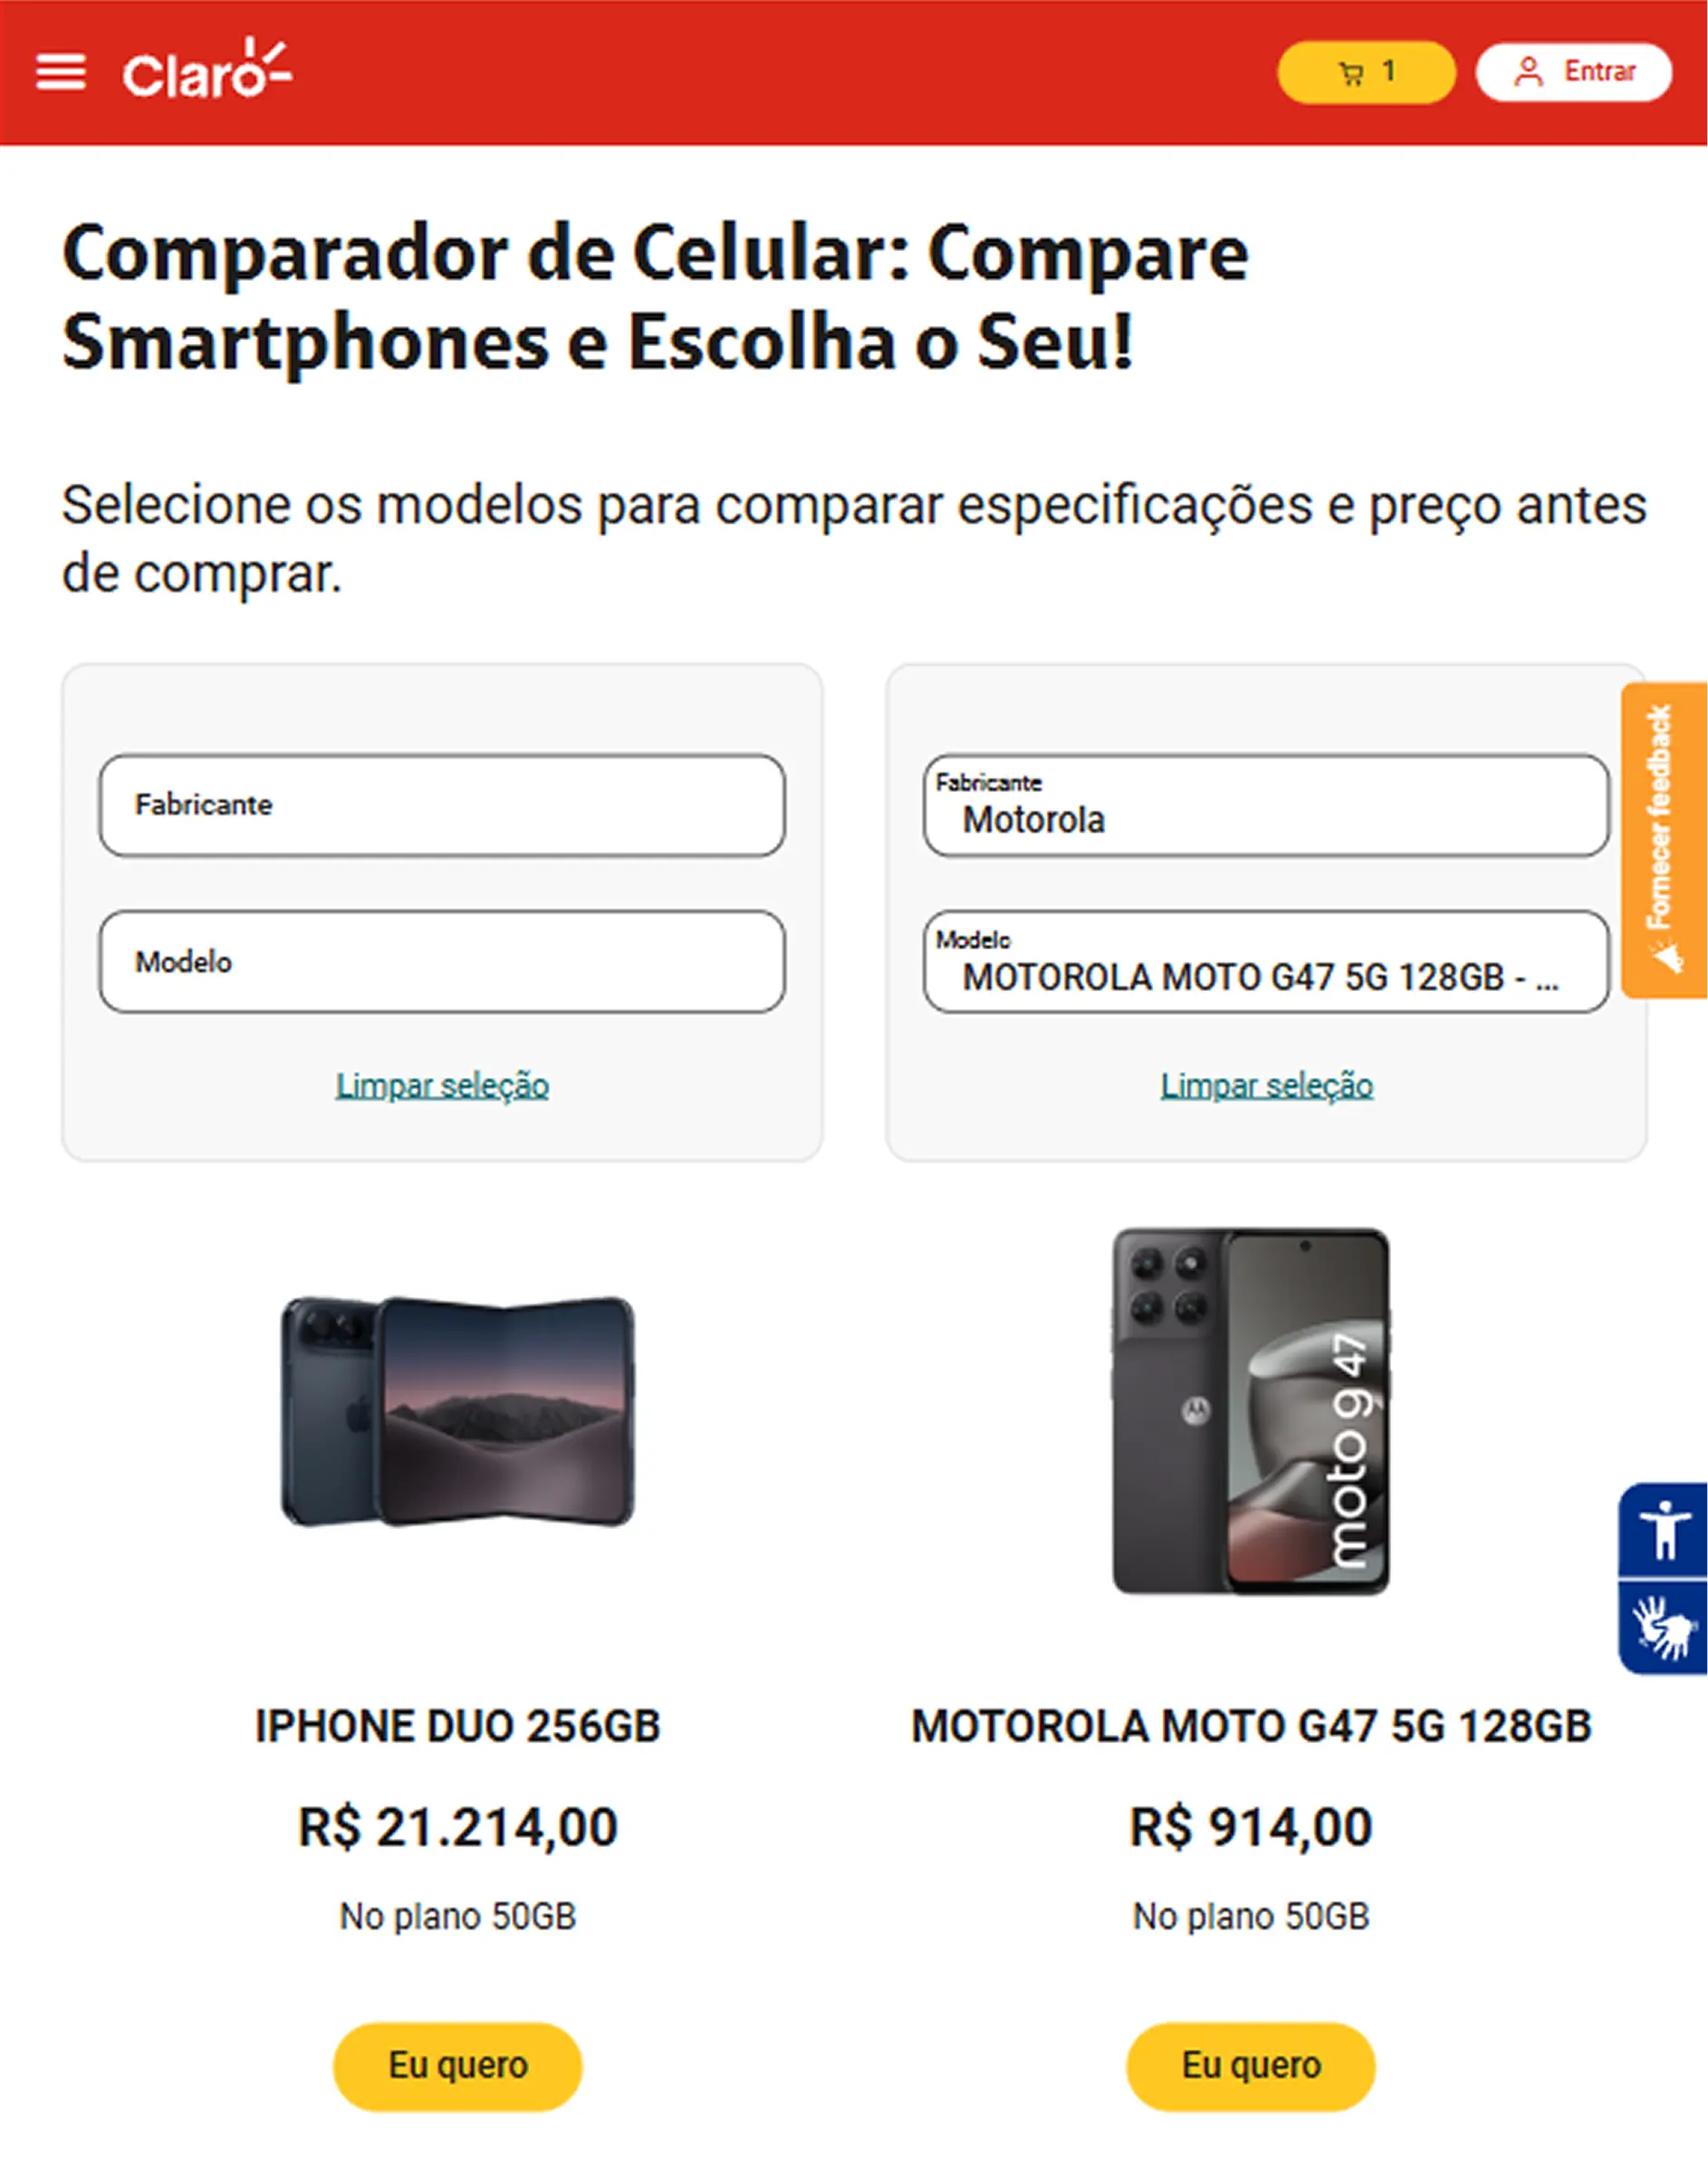 Claro
1
Entrar
Comparador de Celular: Compare
Smartphones e Escolha o Seu!
Selecione os modelos para comparar especificações e preço antes
de comprar.
Fabricante
Modelo
Limpar seleção
Fabricante
Motorola
Modelo
MOTOROLA MOTO G47 5G 128GB - ...
Limpar seleção
Fornecer feedback
moto g 47
IPHONE DUO 256GB
R$ 21.214,00
No plano 50GB
Eu quero
MOTOROLA MOTO G47 5G 128GB
R$ 914,00
No plano 50GB
Eu quero